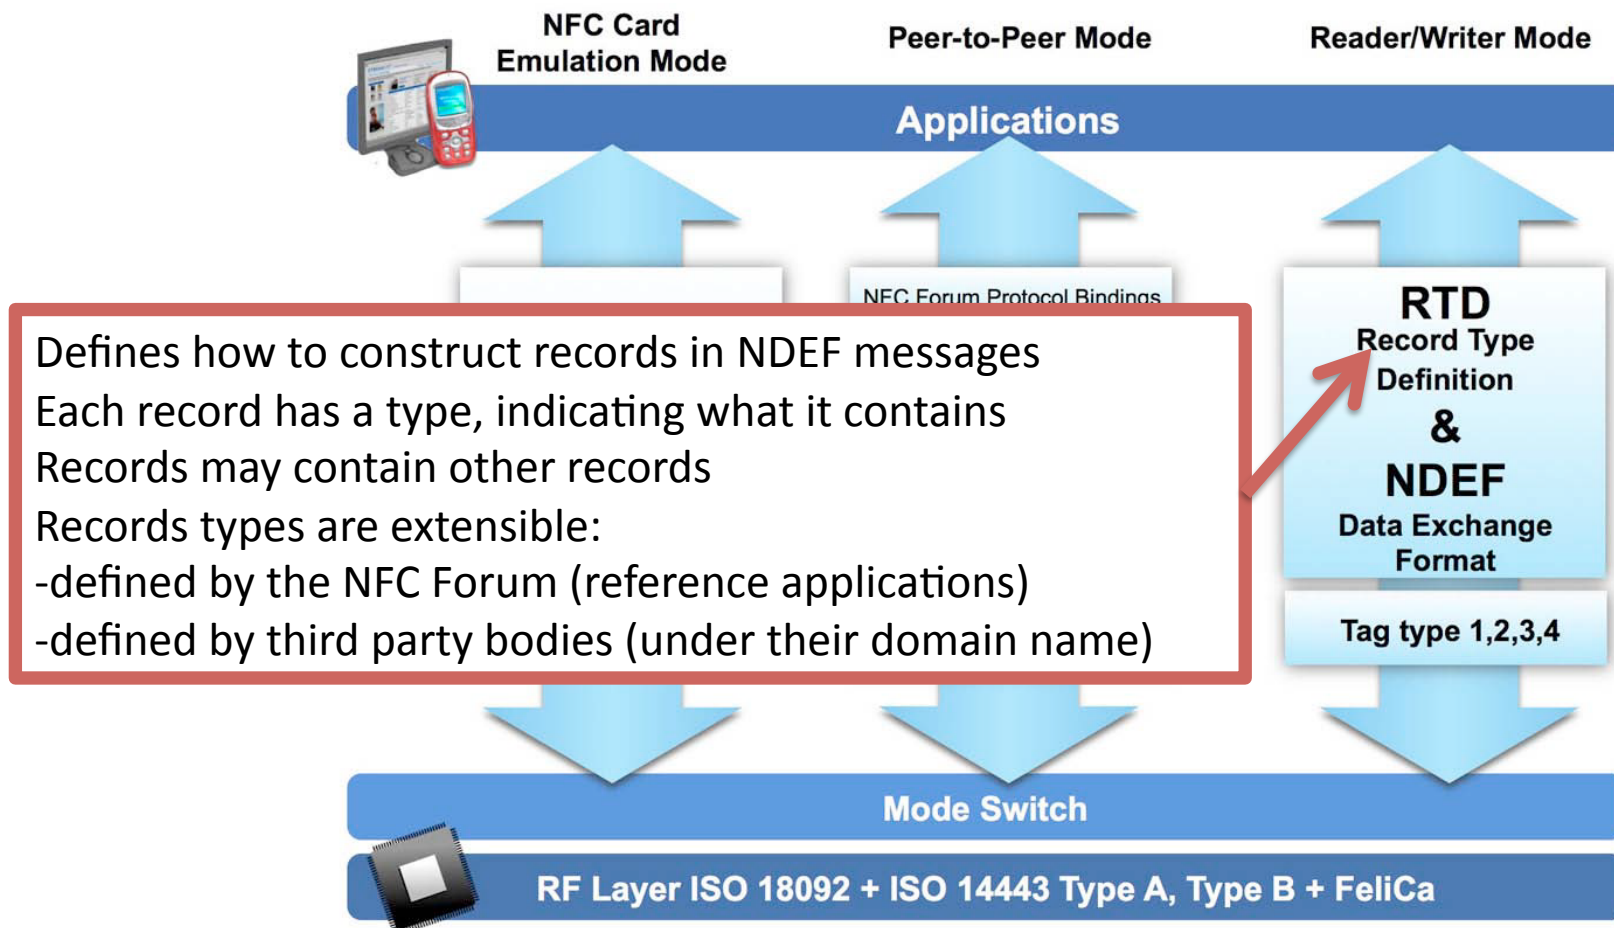 NFC Card
Emulation Mode
Peer-to-Peer Mode
Reader/Writer Mode
Applications
NFC Forum Protocol Bindings
RTD
Record Type
Definition
&
NDEF
Data Exchange
Format
Tag type 1,2,3,4
Defines how to construct records in NDEF messages
Each record has a type, indicating what it contains
Records may contain other records
Records types are extensible:
-defined by the NFC Forum (reference applications)
-defined by third party bodies (under their domain name)
Mode Switch
RF Layer ISO 18092 + ISO 14443 Type A, Type B + FeliCa